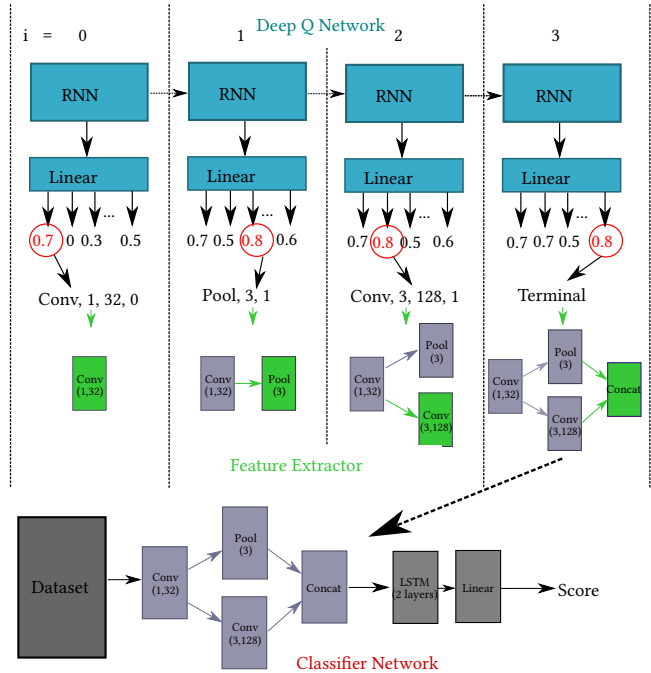 Deep Q Network
i = 0 1 2 3
RNN RNN RNN RNN
Linear Linear Linear Linear
... ... ... ...
0.7 0 0.3 0.5 0.7 0.5 0.8 0.6 0.7 0.8 0.5 0.6 0.7 0.7 0.5 0.8
Conv, 1, 32, 0 Pool, 3, 1 Conv, 3, 128, 1 Terminal
Conv
(1,32)
Conv
(1,32)
Pool
(3)
Conv
(1,32)
Pool
(3)
Conv
(3,128)
Conv
(1,32)
Pool
(3)
Conv
(3,128)
Concat
Feature Extractor
Dataset
Conv
(1,32)
Pool
(3)
Conv
(3,128)
Concat
LSTM
(2 layers)
Linear
Score
Classifier Network